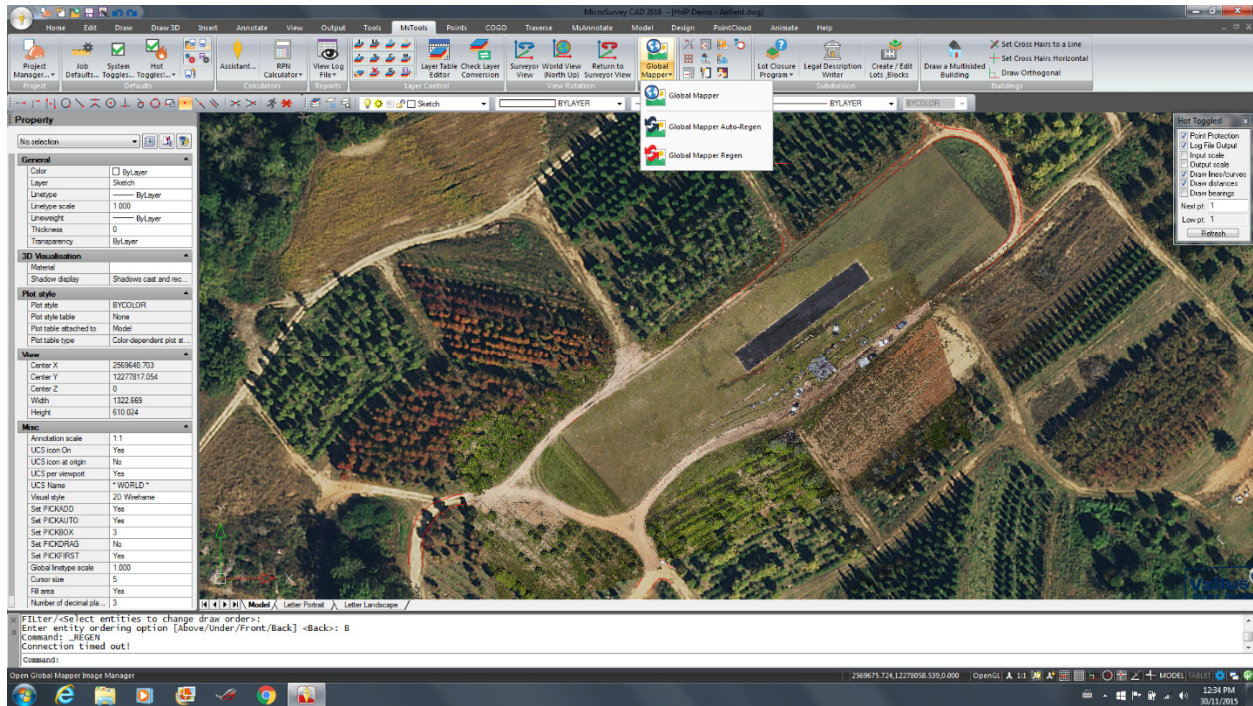 MicroSurvey CAD 2016 - [HdP Demo - Airfield.dwg]
Home Edit Draw Draw 3D Insert Annotate View Output Tools MsTools Points COGO Traverse MsAnnotate Model Design PointCloud Animate Help
Project Manager...
Job Defaults...
System Toggles...
Hot Toggles!...
Assistant...
RPN Calculator
View Log File
Layer Table Editor
Check Layer Conversion
Surveyor View
World View (North Up)
Return to Surveyor View
Global Mapper
Lot Closure Program
Legal Description Writer
Create / Edit Lots ,Blocks
Draw a Multisided Building
Set Cross Hairs to a Line
Set Cross Hairs Horizontal
Draw Orthogonal
Project Defaults Calculators Reports Layer Control View Rotation Subdivision Buildings
Sketch BYLAYER BYLAYER BYCOLOR
Global Mapper
Global Mapper Auto-Regen
Global Mapper Regen
Property
No selection
General
Color ByLayer
Layer Sketch
Linetype ByLayer
Linetype scale 1.000
Lineweight ByLayer
Thickness 0
Transparency ByLayer
3D Visualisation
Material
Shadow display Shadows cast and rec...
Plot style
Plot style BYCOLOR
Plot style table None
Plot table attached to Model
Plot table type Color-dependent plot st...
View
Center X 2569640.703
Center Y 12277817.054
Center Z 0
Width 1322.669
Height 610.024
Misc
Annotation scale 1:1
UCS icon On Yes
UCS icon at origin No
UCS per viewport Yes
UCS Name * WORLD *
Visual style 2D Wireframe
Set PICKADD Yes
Set PICKAUTO Yes
Set PICKBOX 3
Set PICKDRAG No
Set PICKFIRST Yes
Global linetype scale 1.000
Cursor size 5
Fill area Yes
Number of decimal pla... 3
Hot Toggles!
Point Protection
Log File Output
Input scale
Output scale
Draw lines/curves
Draw distances
Draw bearings
Next pt: 1
Low pt: 1
Refresh
Y
X
Valtus
Model Letter Portrait Letter Landscape
FILter/<Select entities to change draw order>:
Enter entity ordering option [Above/Under/Front/Back] <Back>: B
Command: _REGEN
Connection timed out!
Command:
Open Global Mapper Image Manager 2569675.724,12278058.539,0.000 OpenGL 1:1 MODEL TABLET
12:34 PM
30/11/2015